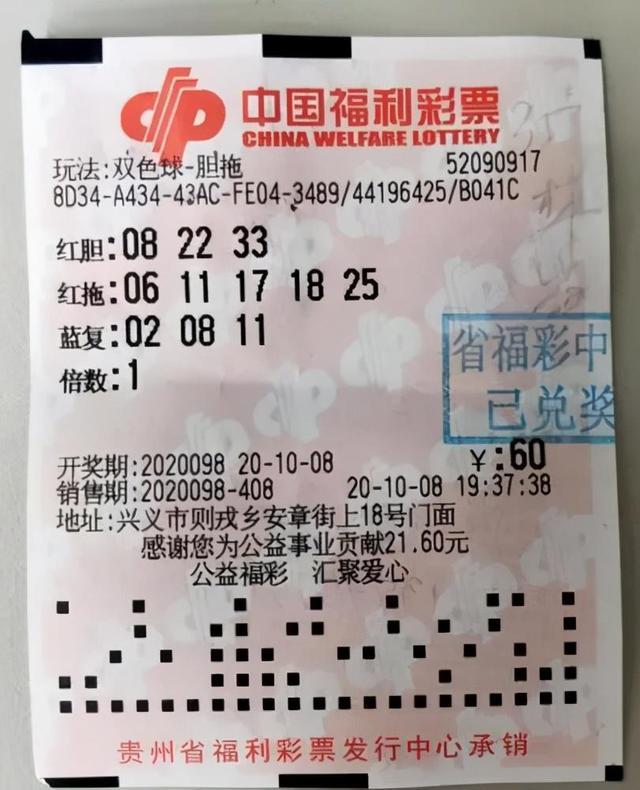 中国福利彩票
CHINA WELFARE LOTTERY
玩法:双色球-胆拖 52090917
8D34-A434-43AC-FE04-3489/44196425/B041C
红胆:08 22 33
红拖:06 11 17 18 25
蓝复:02 08 11
倍数:1
省福彩中
已兑奖
开奖期:2020098 20-10-08 ¥:60
销售期:2020098-408 20-10-08 19:37:38
地址:兴义市则戎乡安章街上18号门面
感谢您为公益事业贡献21.60元
公益福彩 汇聚爱心
贵州省福利彩票发行中心承销